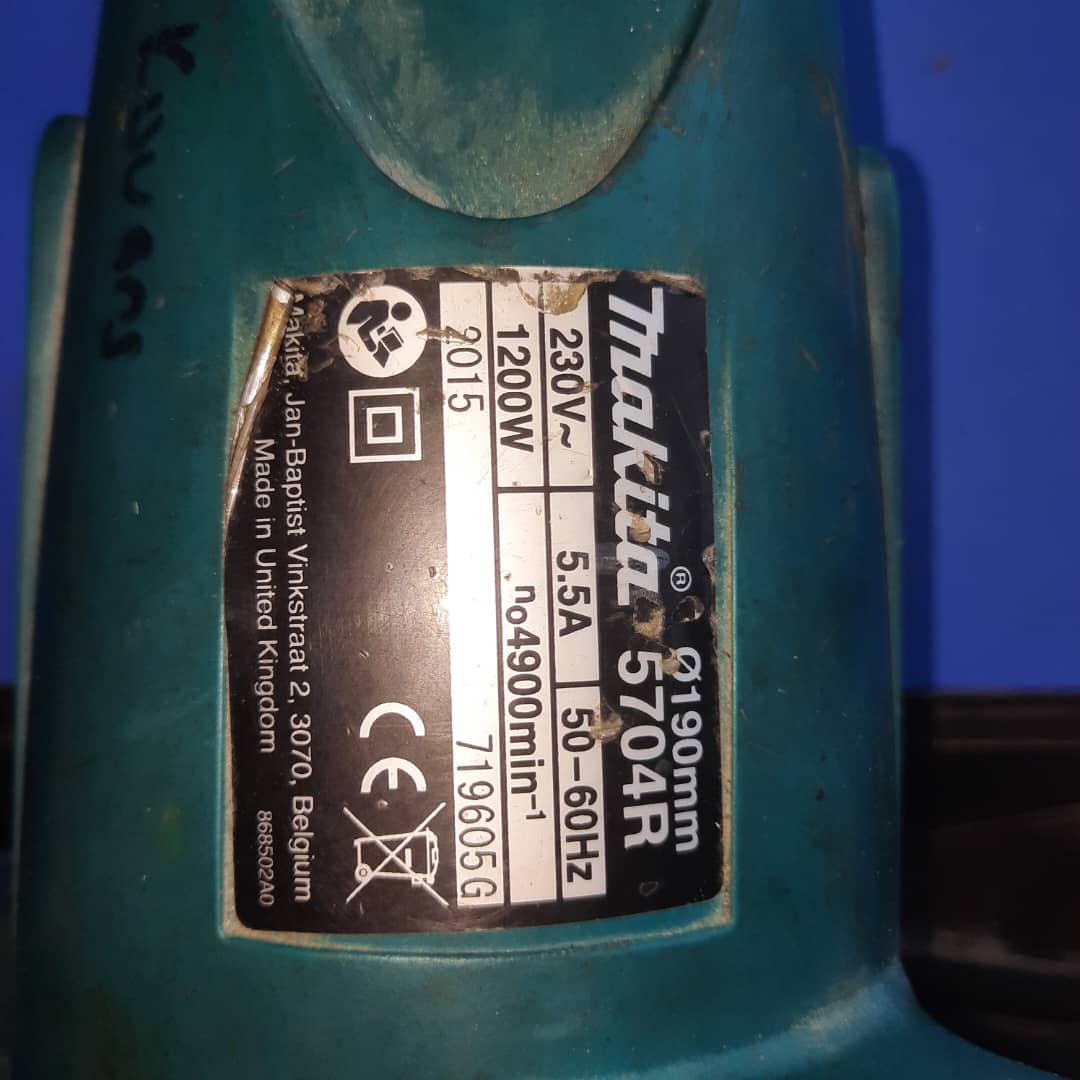 Ø190mm
makita® 5704R
230V~ 5.5A 50–60Hz
1200W n₀4900min⁻¹
2015 719605G
CE
Makita, Jan-Baptist Vinkstraat 2, 3070, Belgium
Made in United Kingdom 868502A0